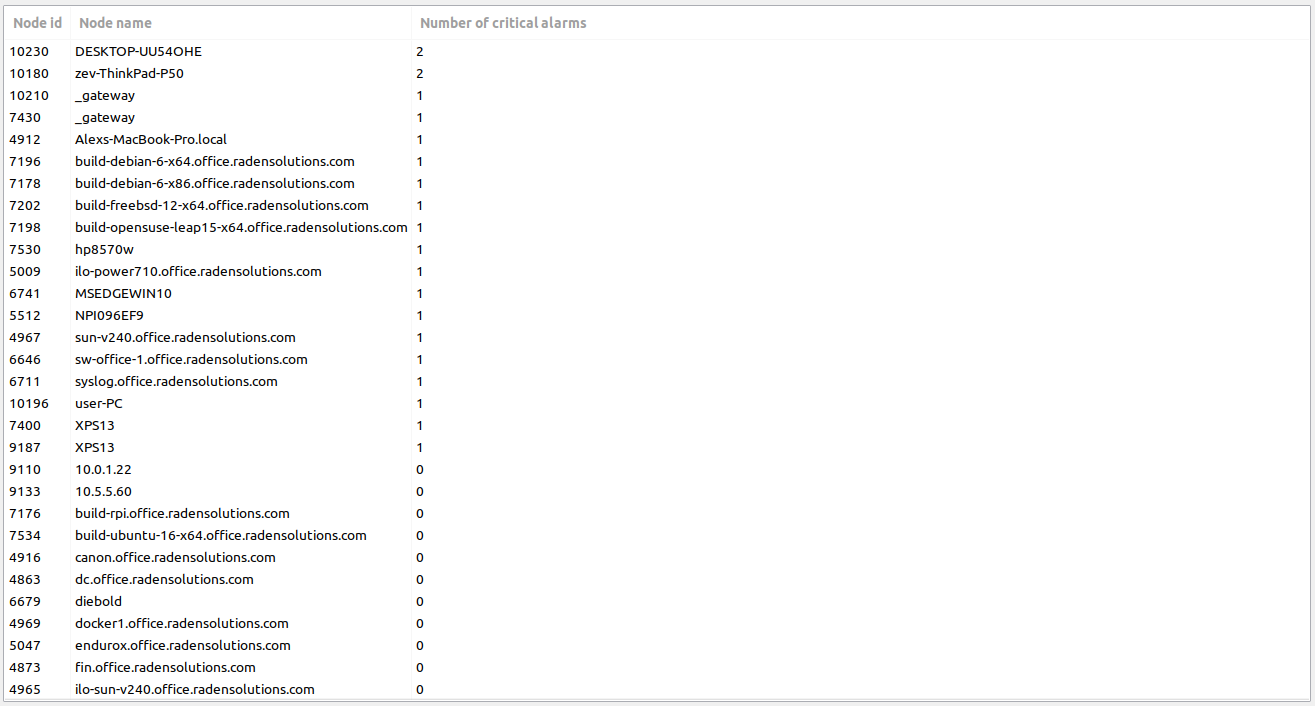 Node id Node name Number of critical alarms
10230 DESKTOP-UU54OHE 2
10180 zev-ThinkPad-P50 2
10210 _gateway 1
7430 _gateway 1
4912 Alexs-MacBook-Pro.local 1
7196 build-debian-6-x64.office.radensolutions.com 1
7178 build-debian-6-x86.office.radensolutions.com 1
7202 build-freebsd-12-x64.office.radensolutions.com 1
7198 build-opensuse-leap15-x64.office.radensolutions.com 1
7530 hp8570w 1
5009 ilo-power710.office.radensolutions.com 1
6741 MSEDGEWIN10 1
5512 NPI096EF9 1
4967 sun-v240.office.radensolutions.com 1
6646 sw-office-1.office.radensolutions.com 1
6711 syslog.office.radensolutions.com 1
10196 user-PC 1
7400 XPS13 1
9187 XPS13 1
9110 10.0.1.22 0
9133 10.5.5.60 0
7176 build-rpi.office.radensolutions.com 0
7534 build-ubuntu-16-x64.office.radensolutions.com 0
4916 canon.office.radensolutions.com 0
4863 dc.office.radensolutions.com 0
6679 diebold 0
4969 docker1.office.radensolutions.com 0
5047 endurox.office.radensolutions.com 0
4873 fin.office.radensolutions.com 0
4965 ilo-sun-v240.office.radensolutions.com 0